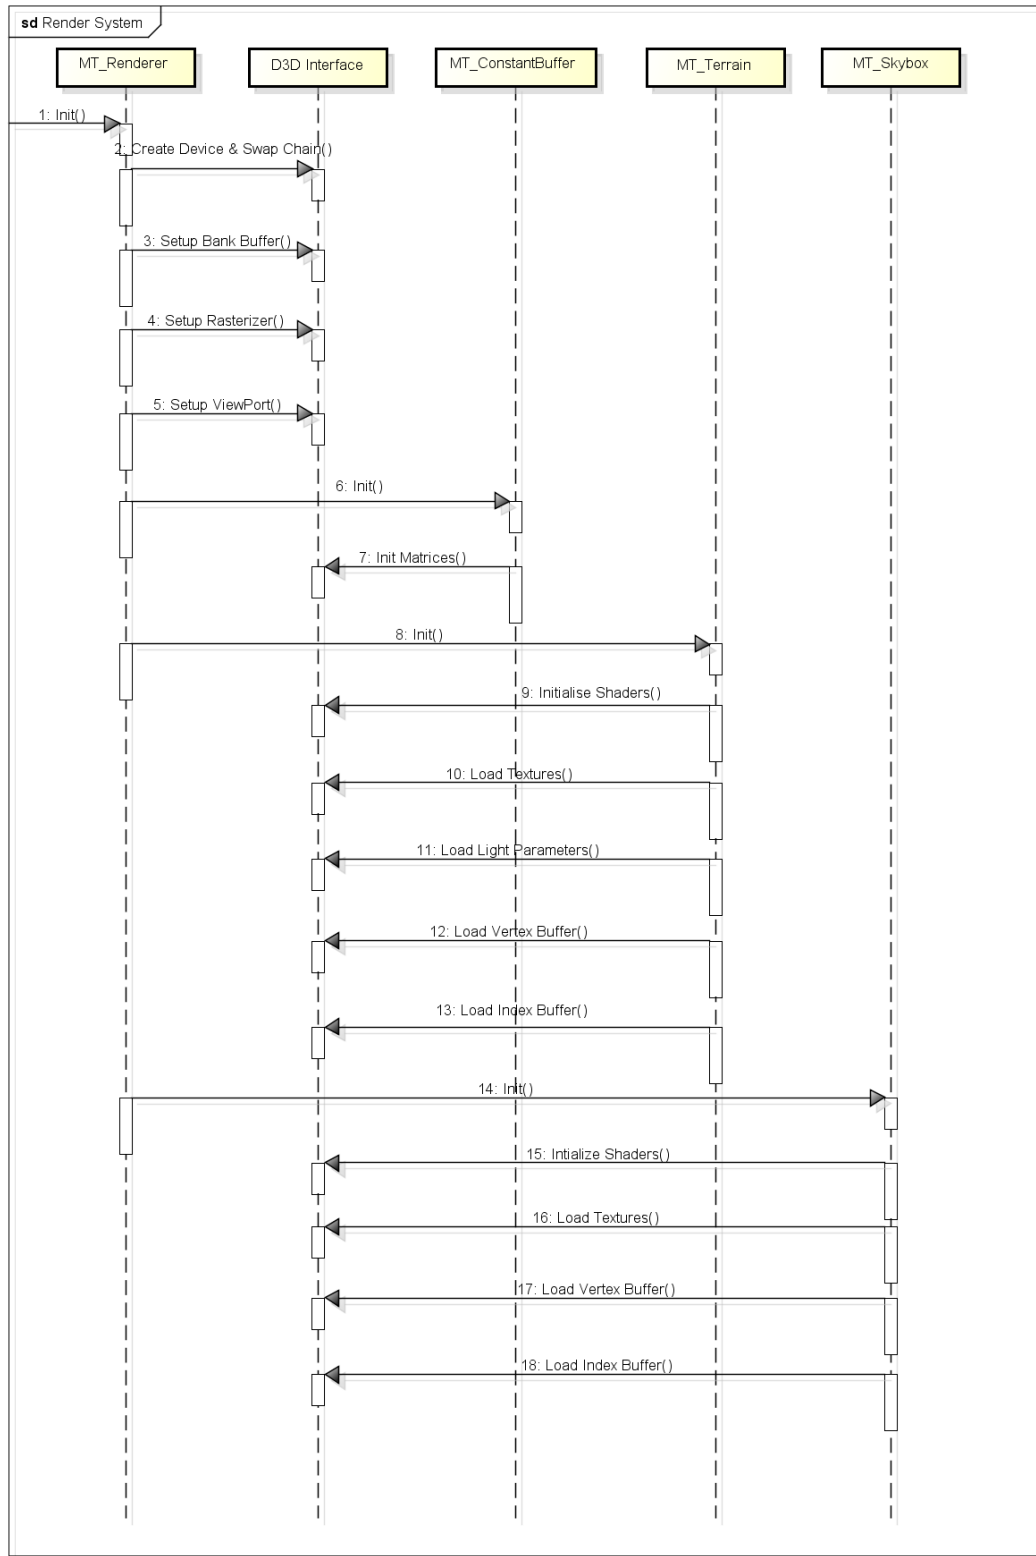 sd Render System
MT_Renderer
D3D Interface
MT_ConstantBuffer
MT_Terrain
MT_Skybox
1: Init()
2: Create Device & Swap Chain()
3: Setup Bank Buffer()
4: Setup Rasterizer()
5: Setup ViewPort()
6: Init()
7: Init Matrices()
8: Init()
9: Initialise Shaders()
10: Load Textures()
11: Load Light Parameters()
12: Load Vertex Buffer()
13: Load Index Buffer()
14: Init()
15: Intialize Shaders()
16: Load Textures()
17: Load Vertex Buffer()
18: Load Index Buffer()